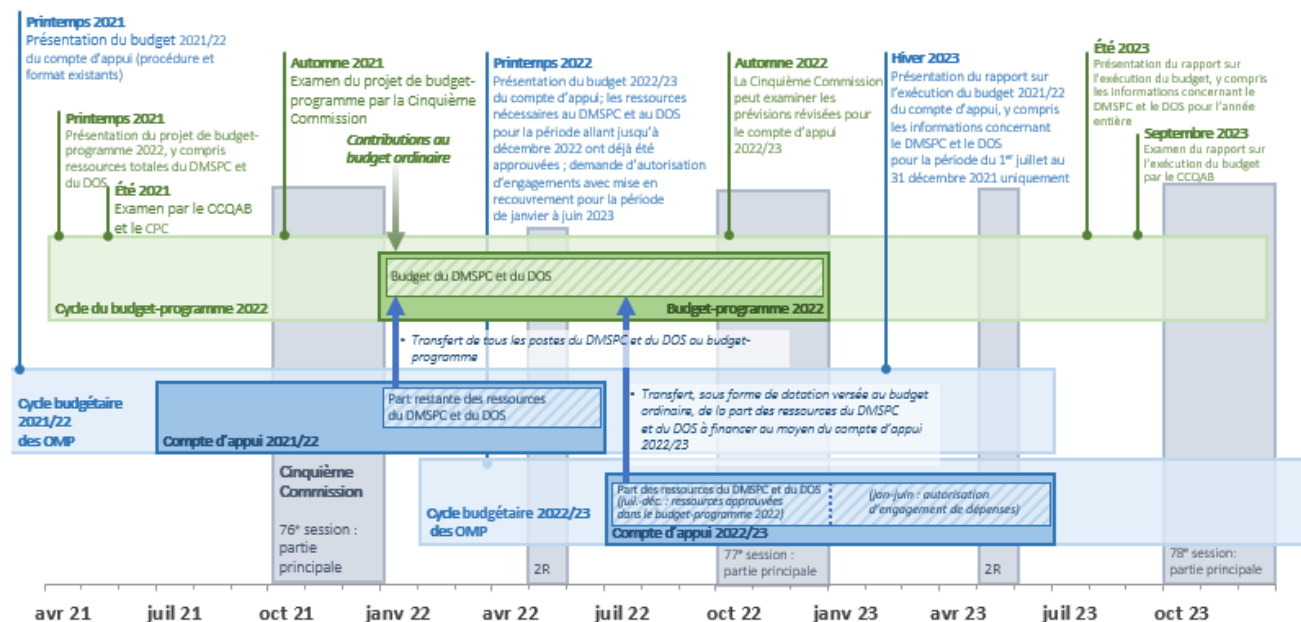 Printemps 2021
Présentation du budget 2021/22
du compte d'appui (procédure et
format existants)
Printemps 2021
Présentation du projet de budget-
programme 2022, y compris
ressources totales du DMSPC et
du DOS
Été 2021
Examen par le CCQAB
et le CPC
Automne 2021
Examen du projet de budget-
programme par la Cinquième
Commission
Contributions au
budget ordinaire
Printemps 2022
Présentation du budget 2022/23
du compte d'appui; les ressources
nécessaires au DMSPC et au DOS
pour la période allant jusqu'à
décembre 2022 ont déjà été
approuvées ; demande d'autorisation
d'engagements avec mise en
recouvrement pour la période
de janvier à juin 2023
Automne 2022
La Cinquième Commission
peut examiner les
prévisions révisées pour
le compte d'appui
2022/23
Hiver 2023
Présentation du rapport sur
l'exécution du budget 2021/22
du compte d'appui, y compris
les informations concernant
le DMSPC et le DOS
pour la période du 1er juillet au
31 décembre 2021 uniquement
Été 2023
Présentation du rapport sur
l'exécution du budget, y compris
les informations concernant le
DMSPC et le DOS pour l'année
entière
Septembre 2023
Examen du rapport sur
l'exécution du budget
par le CCQAB
Budget du DMSPC et du DOS
Cycle du budget-programme 2022
Budget-programme 2022
• Transfert de tous les postes du DMSPC et du DOS au budget-
programme
Cycle budgétaire
2021/22
des OMP
Part restante des ressources
du DMSPC et du DOS
Compte d'appui 2021/22
• Transfert, sous forme de dotation versée au budget
ordinaire, de la part des ressources du DMSPC
et du DOS à financer au moyen du compte d'appui
2022/23
Cinquième
Commission
76e session :
partie
principale
Cycle budgétaire 2022/23
des OMP
Part des ressources du DMSPC et du DOS
(juil.-déc. : ressources approuvées
dans le budget-programme 2022)
(jan-juin : autorisation
d'engagement de dépenses)
Compte d'appui 2022/23
2R
77e session :
partie principale
2R
78e session:
partie principale
avr 21
juil 21
oct 21
janv 22
avr 22
juil 22
oct 22
janv 23
avr 23
juil 23
oct 23